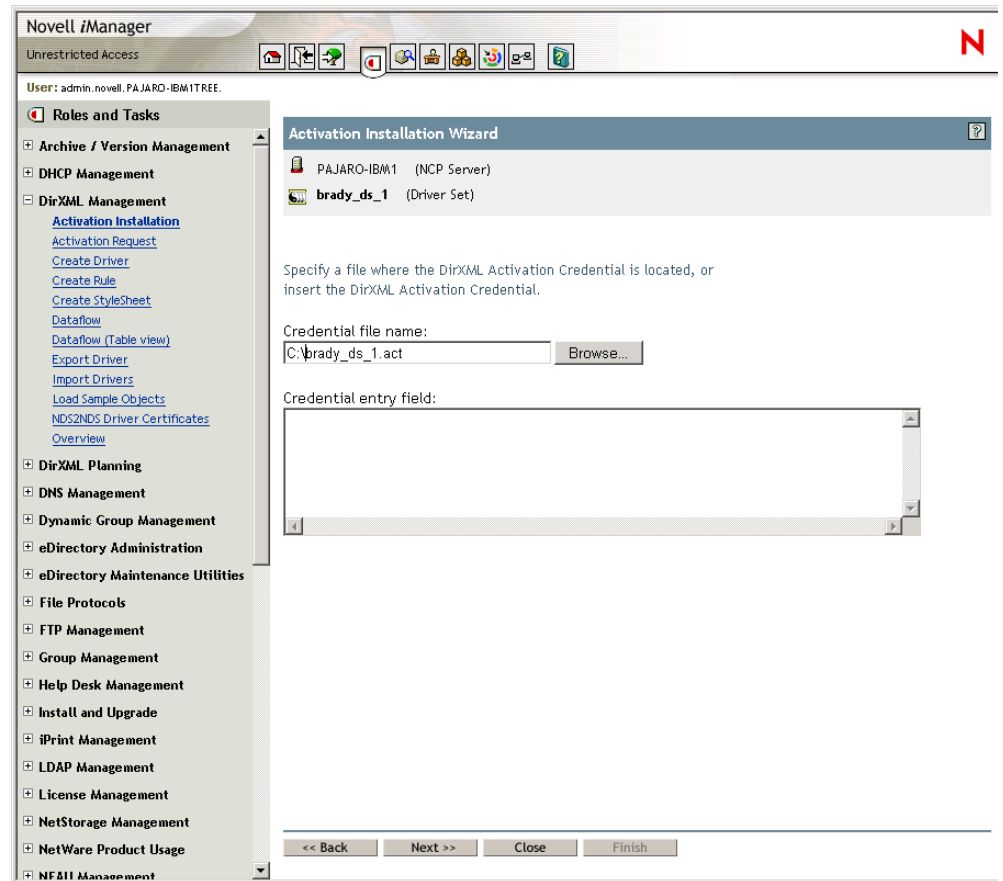 Novell iManager
Unrestricted Access
N
User: admin.novell.PAJARO-IBM1TREE.
Roles and Tasks
Archive / Version Management
DHCP Management
DirXML Management
Activation Installation
Activation Request
Create Driver
Create Rule
Create StyleSheet
Dataflow
Dataflow (Table view)
Export Driver
Import Drivers
Load Sample Objects
NDS2NDS Driver Certificates
Overview
DirXML Planning
DNS Management
Dynamic Group Management
eDirectory Administration
eDirectory Maintenance Utilities
File Protocols
FTP Management
Group Management
Help Desk Management
Install and Upgrade
iPrint Management
LDAP Management
License Management
NetStorage Management
NetWare Product Usage
Activation Installation Wizard
?
PAJARO-IBM1 (NCP Server)
brady_ds_1 (Driver Set)
Specify a file where the DirXML Activation Credential is located, or
insert the DirXML Activation Credential.
Credential file name:
C:\brady_ds_1.act
Browse...
Credential entry field:
<< Back Next >> Close Finish